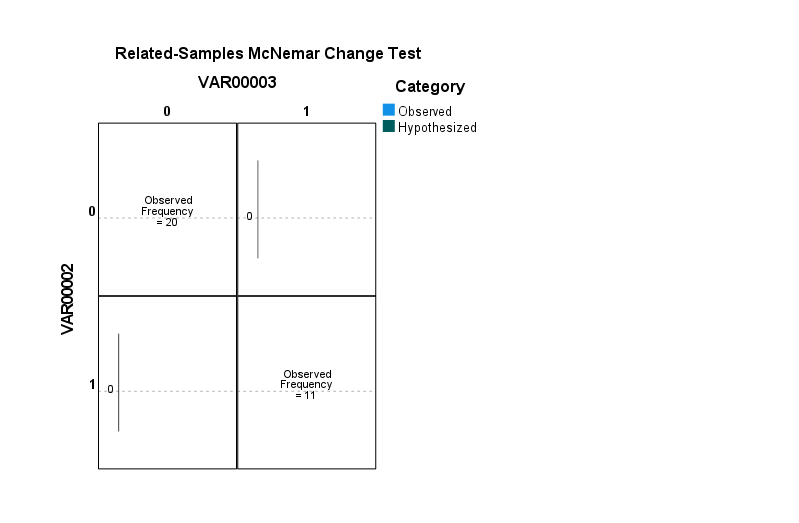 Related-Samples McNemar Change Test
VAR00003
Category
0
1
Observed
Hypothesized
VAR00002
0
Observed
Frequency
= 20
0
1
0
Observed
Frequency
= 11